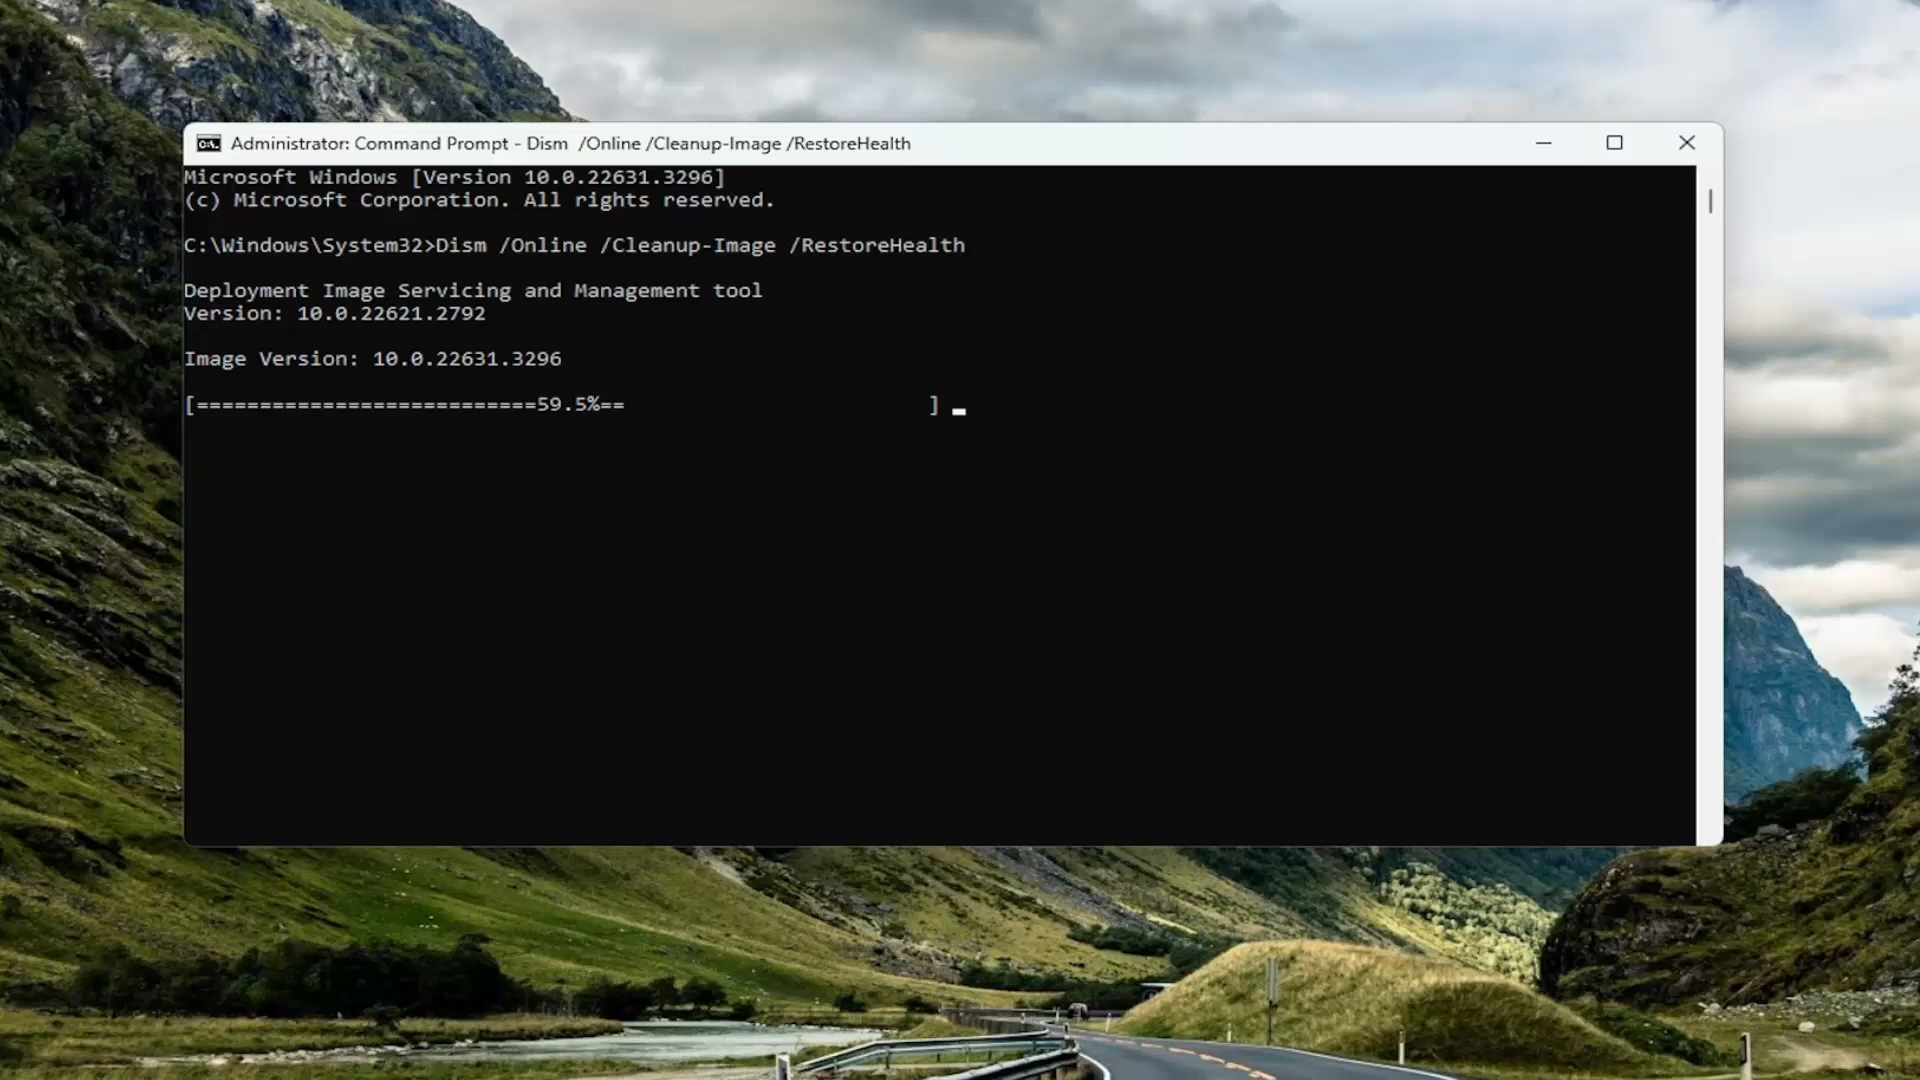 Administrator: Command Prompt - Dism  /Online /Cleanup-Image /RestoreHealth
Microsoft Windows [Version 10.0.22631.3296]
(c) Microsoft Corporation. All rights reserved.
C:\Windows\System32>Dism /Online /Cleanup-Image /RestoreHealth
Deployment Image Servicing and Management tool
Version: 10.0.22621.2792
Image Version: 10.0.22631.3296
[===========================59.5%==                        ]